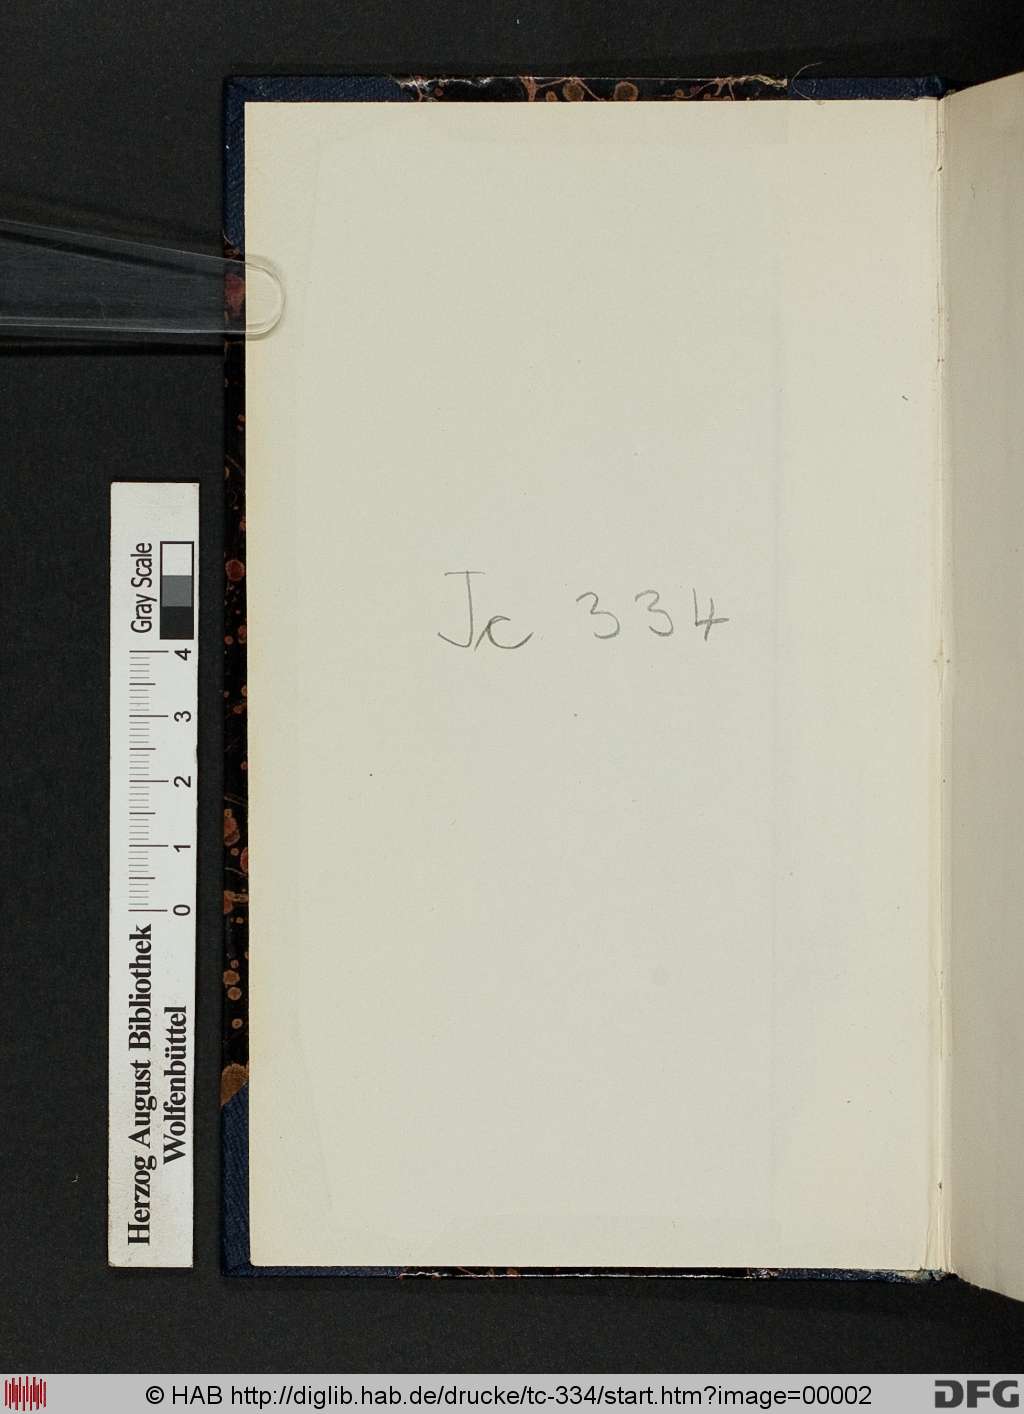 Tc 334
Gray Scale
4 3 2 1 0
Herzog August Bibliothek
Wolfenbüttel
© HAB http://diglib.hab.de/drucke/tc-334/start.htm?image=00002
DFG